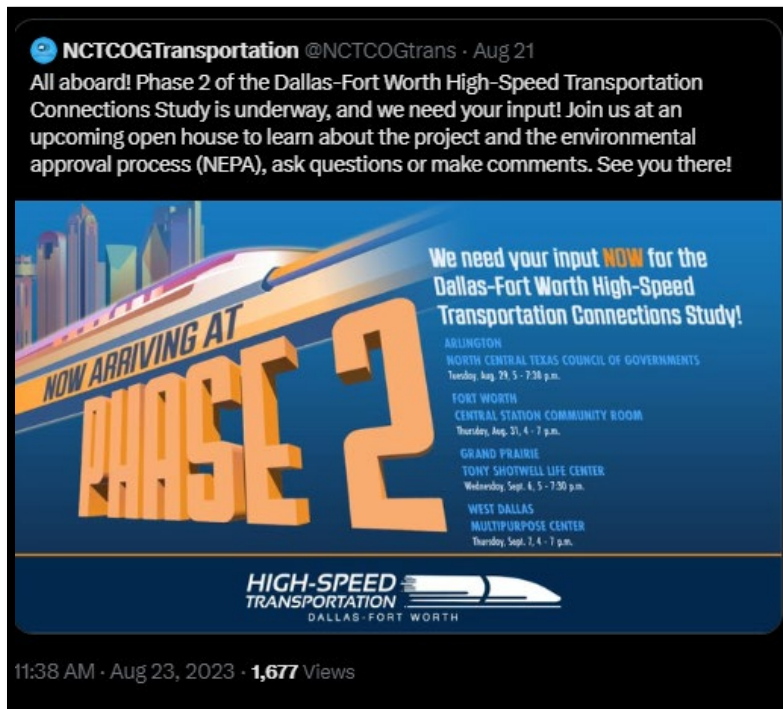 NCTCOGTransportation @NCTCOGtrans · Aug 21
All aboard! Phase 2 of the Dallas-Fort Worth High-Speed Transportation
Connections Study is underway, and we need your input! Join us at an
upcoming open house to learn about the project and the environmental
approval process (NEPA), ask questions or make comments. See you there!
NOW ARRIVING AT
PHASE 2
We need your input NOW for the
Dallas-Fort Worth High-Speed
Transportation Connections Study!
ARLINGTON
NORTH CENTRAL TEXAS COUNCIL OF GOVERNMENTS
Tuesday, Aug. 29, 5 - 7:30 p.m.
FORT WORTH
CENTRAL STATION COMMUNITY ROOM
Thursday, Aug. 31, 4 - 7 p.m.
GRAND PRAIRIE
TONY SHOTWELL LIFE CENTER
Wednesday, Sept. 6, 5 - 7:30 p.m.
WEST DALLAS
MULTIPURPOSE CENTER
Thursday, Sept. 7, 4 - 7 p.m.
HIGH-SPEED
TRANSPORTATION
DALLAS-FORT WORTH
11:38 AM · Aug 23, 2023 · 1,677 Views